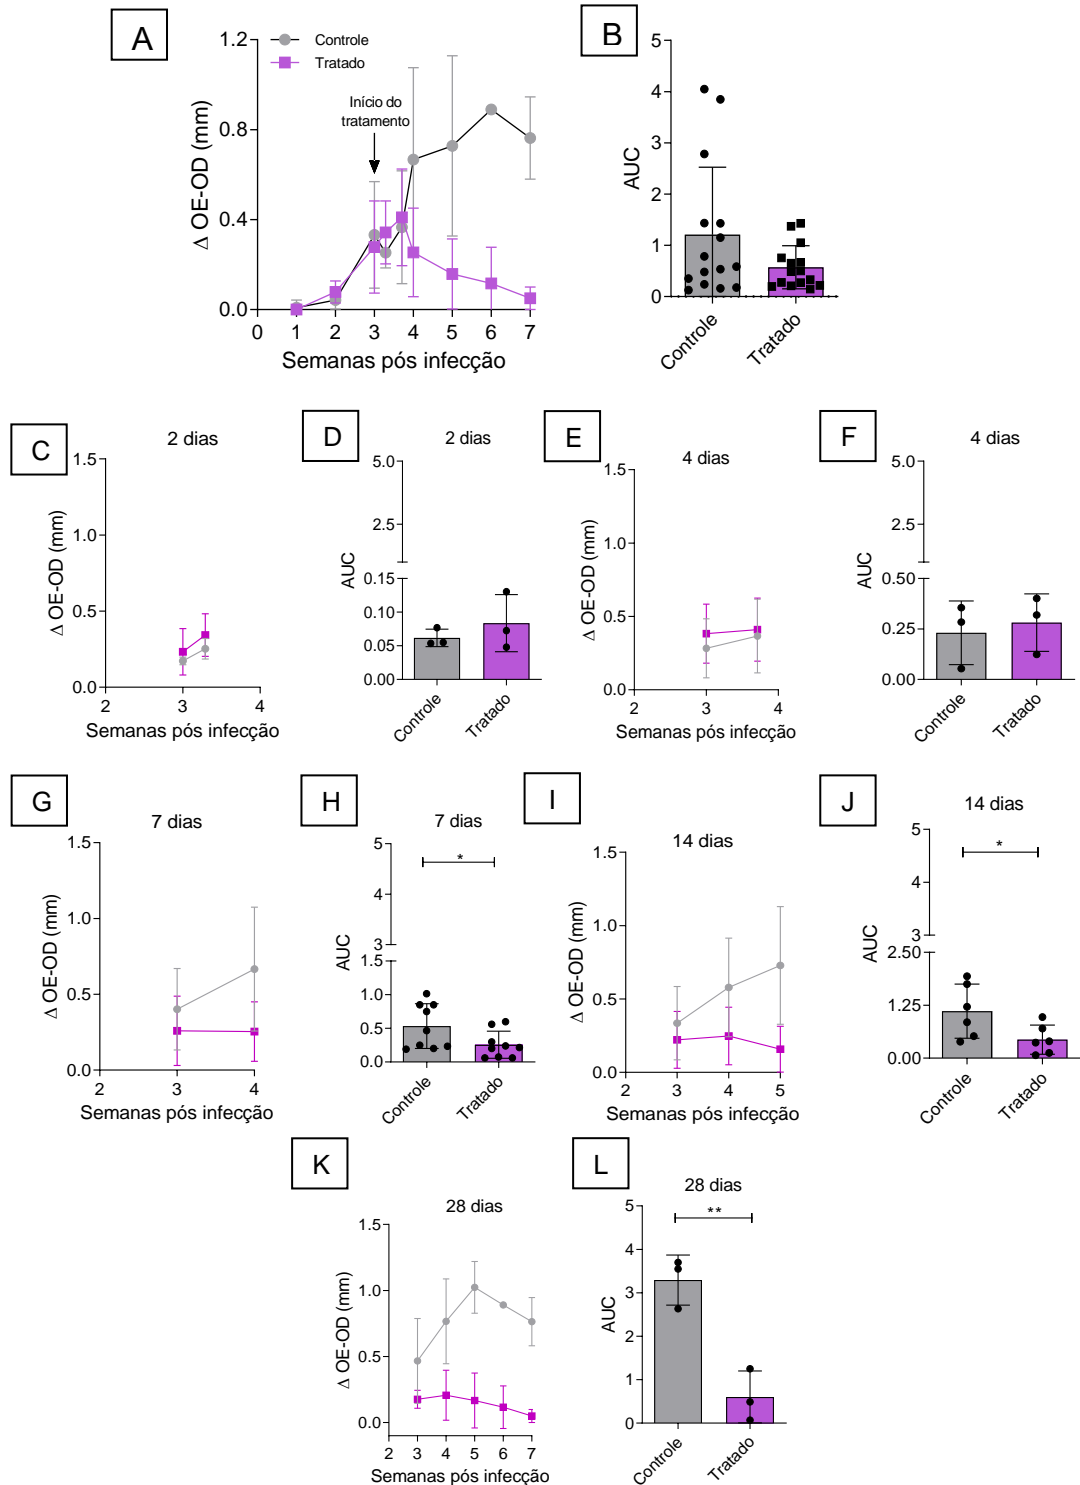 A
Controle
Tratado
Início do
tratamento
Δ OE-OD (mm)
1.2
0.8
0.4
0.0
0 1 2 3 4 5 6 7
Semanas pós infecção
B
AUC
5
4
3
2
1
0
Controle
Tratado
C
2 dias
Δ OE-OD (mm)
1.5
1.0
0.5
0.0
2 3 4
Semanas pós infecção
D
2 dias
AUC
5.0
2.5
0.15
0.10
0.05
0.00
Controle
Tratado
E
4 dias
Δ OE-OD (mm)
1.5
1.0
0.5
0.0
2 3 4
Semanas pós infecção
F
4 dias
AUC
5.0
2.5
0.50
0.25
0.00
Controle
Tratado
G
7 dias
Δ OE-OD (mm)
1.5
1.0
0.5
0.0
2 3 4
Semanas pós infecção
H
7 dias
*
AUC
5
4
3
1.5
1.0
0.5
0.0
Controle
Tratado
I
14 dias
Δ OE-OD (mm)
1.5
1.0
0.5
0.0
2 3 4 5
Semanas pós infecção
J
14 dias
*
AUC
5
4
3
2.50
1.25
0.00
Controle
Tratado
K
28 dias
Δ OE-OD (mm)
1.5
1.0
0.5
0.0
2 3 4 5 6 7
Semanas pós infecção
L
28 dias
**
AUC
5
4
3
2
1
0
Controle
Tratado